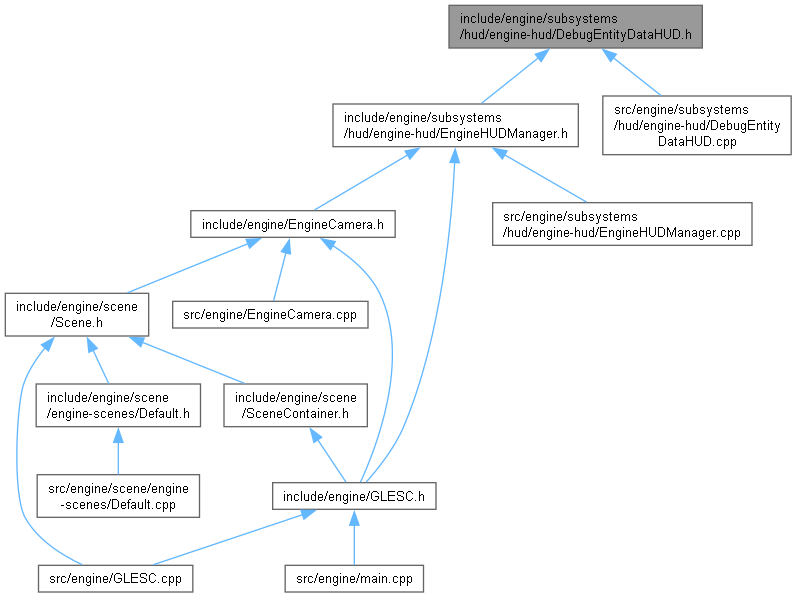 include/engine/subsystems
/hud/engine-hud/DebugEntityDataHUD.h
include/engine/subsystems
/hud/engine-hud/EngineHUDManager.h
src/engine/subsystems
/hud/engine-hud/DebugEntity
DataHUD.cpp
include/engine/EngineCamera.h
src/engine/subsystems
/hud/engine-hud/EngineHUDManager.cpp
include/engine/scene
/Scene.h
src/engine/EngineCamera.cpp
include/engine/scene
/engine-scenes/Default.h
include/engine/scene
/SceneContainer.h
src/engine/scene/engine
-scenes/Default.cpp
include/engine/GLESC.h
src/engine/GLESC.cpp
src/engine/main.cpp